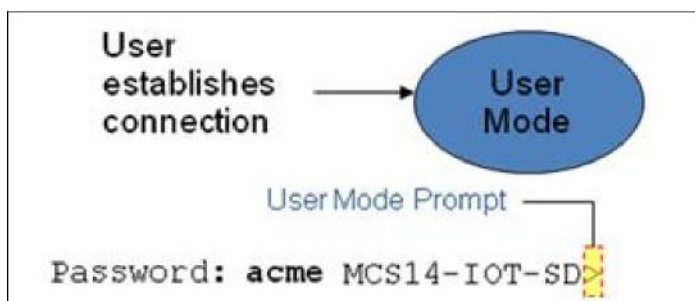 User
establishes
connection
User
Mode
User Mode Prompt
Password: acme MCS14-IOT-SD>